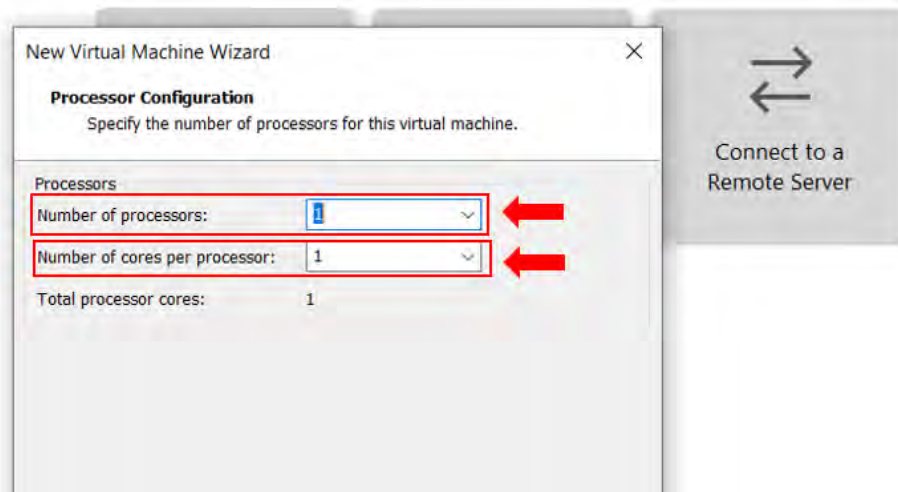 New Virtual Machine Wizard
Processor Configuration
Specify the number of processors for this virtual machine.
Processors
Number of processors: 1
Number of cores per processor: 1
Total processor cores: 1
Connect to a
Remote Server